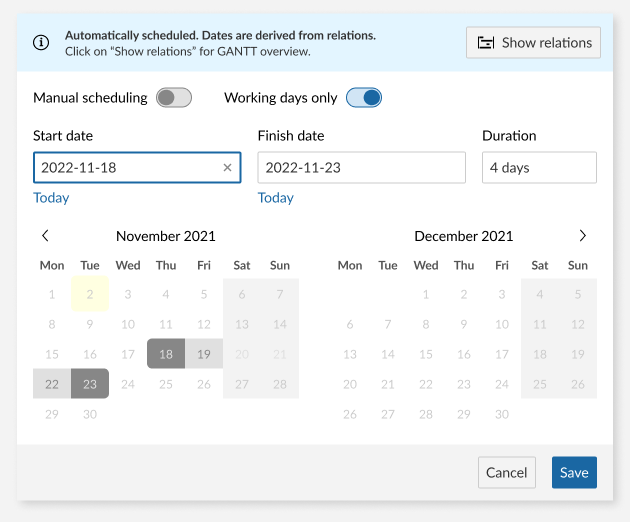 Automatically scheduled. Dates are derived from relations.
Click on "Show relations" for GANTT overview.
Show relations
Manual scheduling
Working days only
Start date
Finish date
Duration
2022-11-18
2022-11-23
4 days
Today
Today
November 2021
Mon Tue Wed Thu Fri Sat Sun
1 2 3 4 5 6 7
8 9 10 11 12 13 14
15 16 17 18 19 20 21
22 23 24 25 26 27 28
29 30
December 2021
Mon Tue Wed Thu Fri Sat Sun
1 2 3 4 5
6 7 8 9 10 11 12
13 14 15 16 17 18 19
20 21 22 23 24 25 26
26 27 28 29 30
Cancel
Save